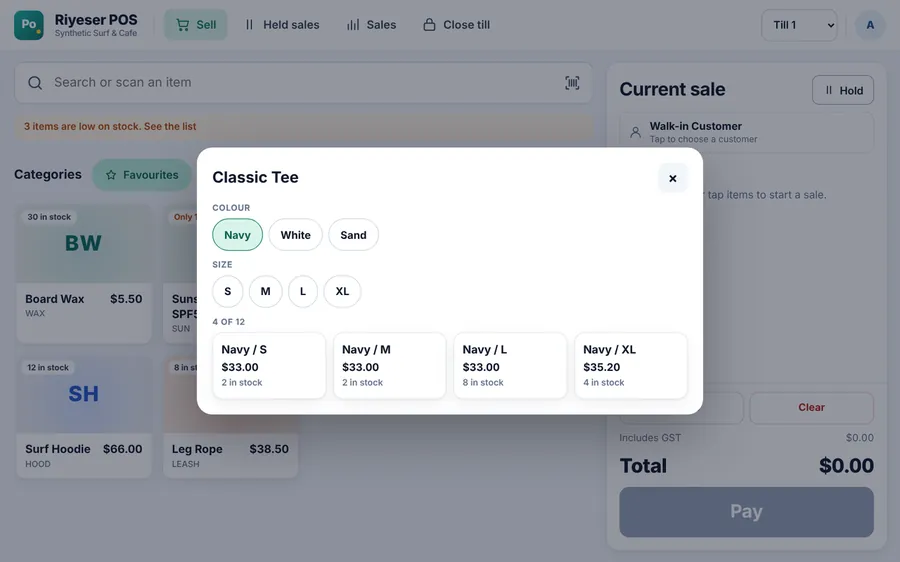 Po
Riyeser POS
Synthetic Surf & Cafe
Sell
Held sales
Sales
Close till
Till 1
A
Search or scan an item
3 items are low on stock. See the list
Categories
Favourites
30 in stock
BW
Board Wax
$5.50
WAX
Only
SUN
12 in stock
SH
Surf Hoodie
$66.00
HOOD
8 in
Leg Rope
$38.50
LEASH
Classic Tee
COLOUR
Navy
White
Sand
SIZE
S
M
L
XL
4 OF 12
Navy / S
$33.00
2 in stock
Navy / M
$33.00
2 in stock
Navy / L
$33.00
8 in stock
Navy / XL
$35.20
4 in stock
Current sale
Hold
Walk-in Customer
Tap to choose a customer
tap items to start a sale.
Clear
Includes GST
$0.00
Total
$0.00
Pay